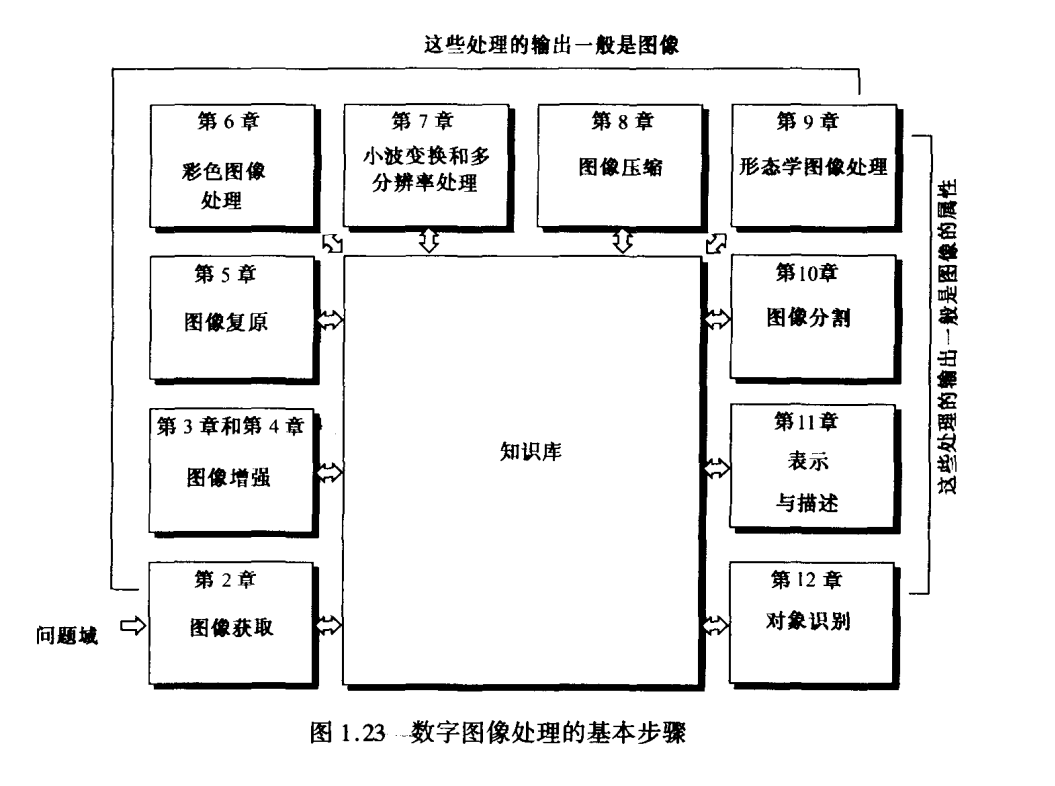 这些处理的输出一般是图像
第 6 章
彩色图像
处理
第 7 章
小波变换和多
分辨率处理
第 8 章
图像压缩
第 9 章
形态学图像处理
第 5 章
图像复原
第10章
图像分割
第 3 章和第 4 章
图像增强
知识库
第11章
表示
与描述
第 2 章
图像获取
第 12 章
对象识别
问题域
这些处理的输出一般是图像的属性
图 1.23 数字图像处理的基本步骤